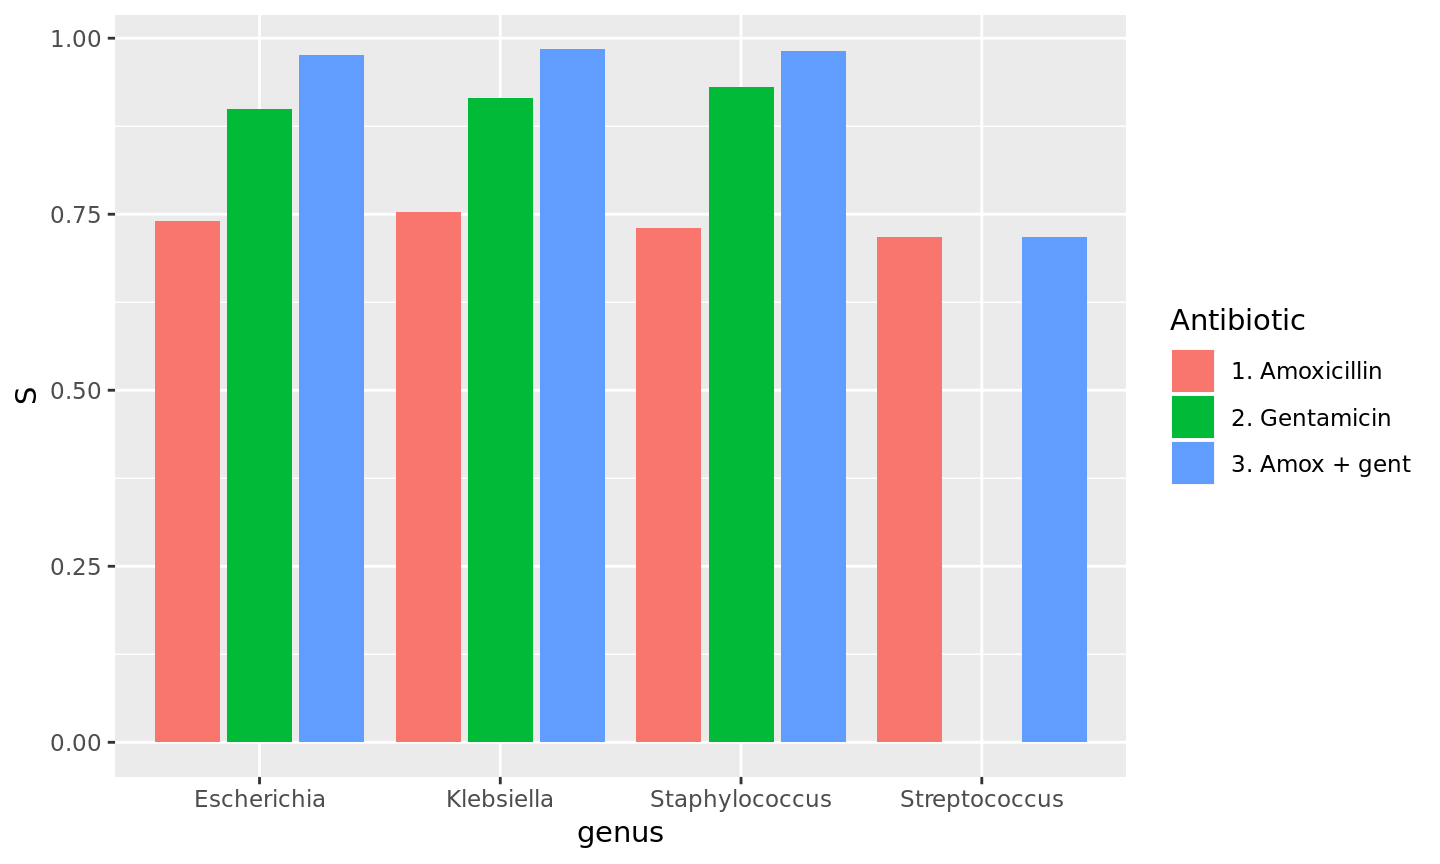 1.00
0.75
0.50
0.25
0.00
S
Escherichia
Klebsiella
Staphylococcus
Streptococcus
genus
Antibiotic
1. Amoxicillin
2. Gentamicin
3. Amox + gent